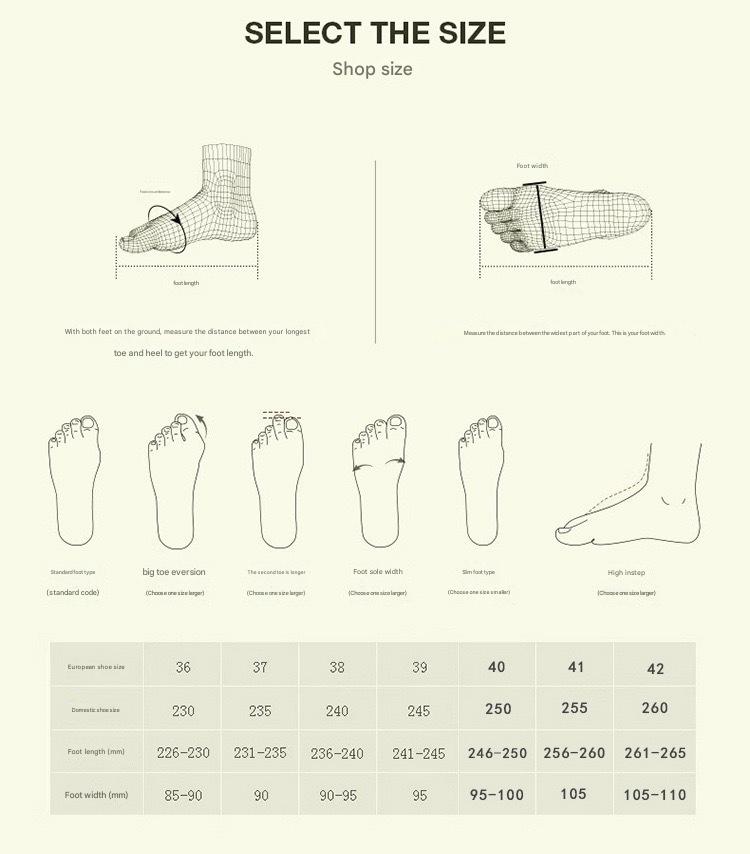 SELECT THE SIZE
Shop size
Foot width
foot length
foot length
With both feet on the ground, measure the distance between your longest
toe and heel to get your foot length.
Measure the distance between the widest part of your foot. This is your foot width.
Standard foot type
(standard code)
big toe eversion
(Choose one size larger)
The second toe is longer
(Choose one size larger)
Foot sole width
(Choose one size larger)
Slim foot type
(Choose one size smaller)
High instep
(Choose one size larger)
European shoe size 36 37 38 39 40 41 42
Domestic shoe size 230 235 240 245 250 255 260
Foot length (mm) 226-230 231-235 236-240 241-245 246-250 256-260 261-265
Foot width (mm) 85-90 90 90-95 95 95-100 105 105-110